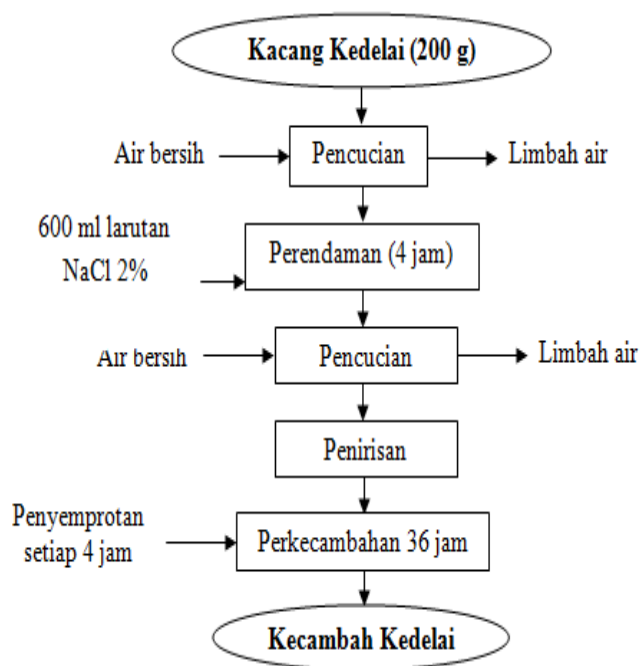 Kacang Kedelai (200 g)
Air bersih
Pencucian
Limbah air
600 ml larutan
NaCl 2%
Perendaman (4 jam)
Air bersih
Pencucian
Limbah air
Penirisan
Penyemprotan
setiap 4 jam
Perkecambahan 36 jam
Kecambah Kedelai